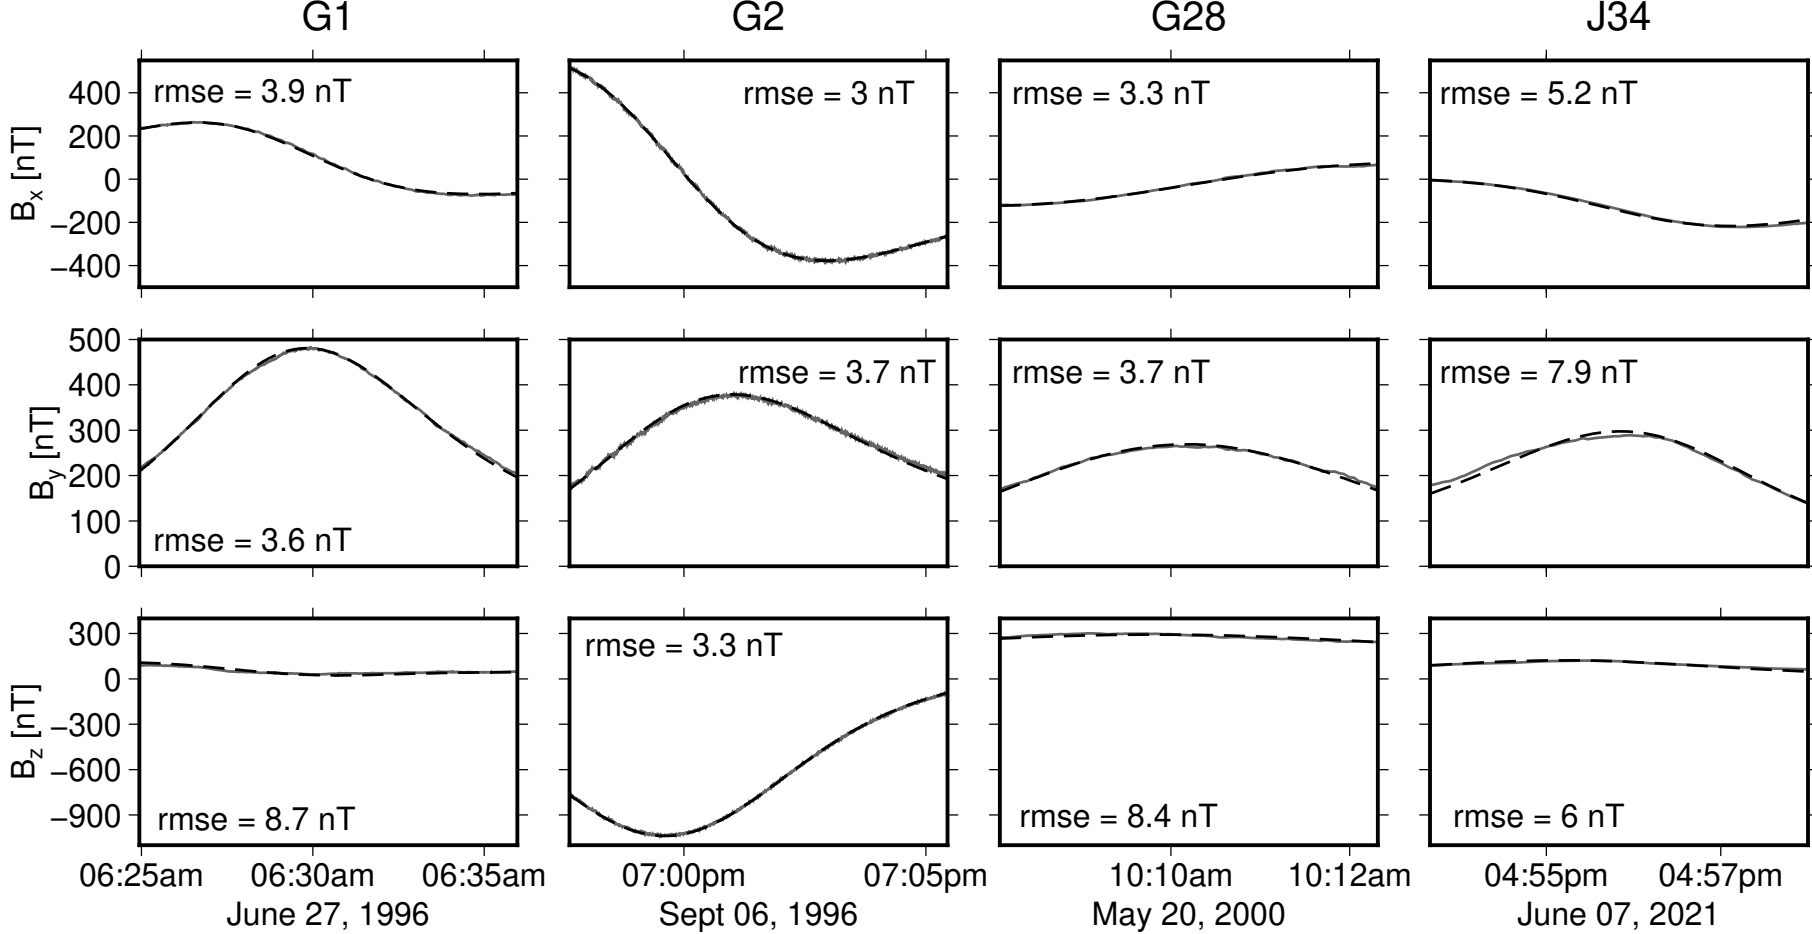 G1 G2 G28 J34
400
200
0
−200
−400
Bx [nT]
rmse = 3.9 nT
rmse = 3 nT
rmse = 3.3 nT
rmse = 5.2 nT
500
400
300
200
100
0
By [nT]
rmse = 3.6 nT
rmse = 3.7 nT
rmse = 3.7 nT
rmse = 7.9 nT
300
0
−300
−600
−900
Bz [nT]
rmse = 8.7 nT
rmse = 3.3 nT
rmse = 8.4 nT
rmse = 6 nT
06:25am 06:30am 06:35am 07:00pm 07:05pm 10:10am 10:12am 04:55pm 04:57pm
June 27, 1996 Sept 06, 1996 May 20, 2000 June 07, 2021